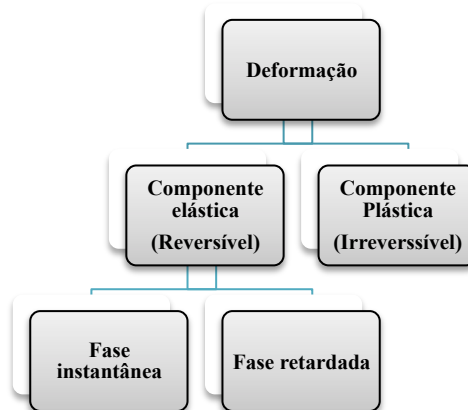 Deformação
Componente
elástica
(Reversível)
Componente
Plástica
(Irreverssível)
Fase
instantânea
Fase retardada